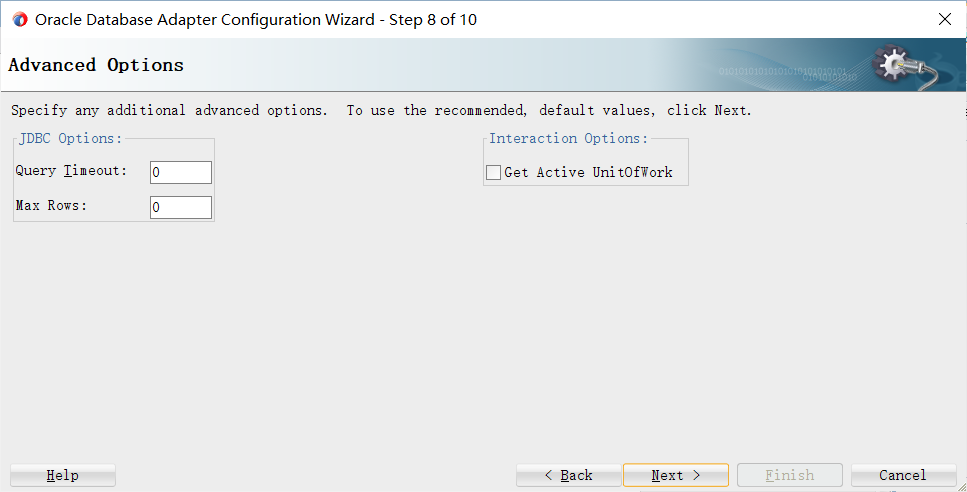 Oracle Database Adapter Configuration Wizard - Step 8 of 10
Advanced Options
Specify any additional advanced options. To use the recommended, default values, click Next.
JDBC Options:
Query Timeout: 0
Max Rows: 0
Interaction Options:
Get Active UnitOfWork
Help
< Back
Next >
Finish
Cancel